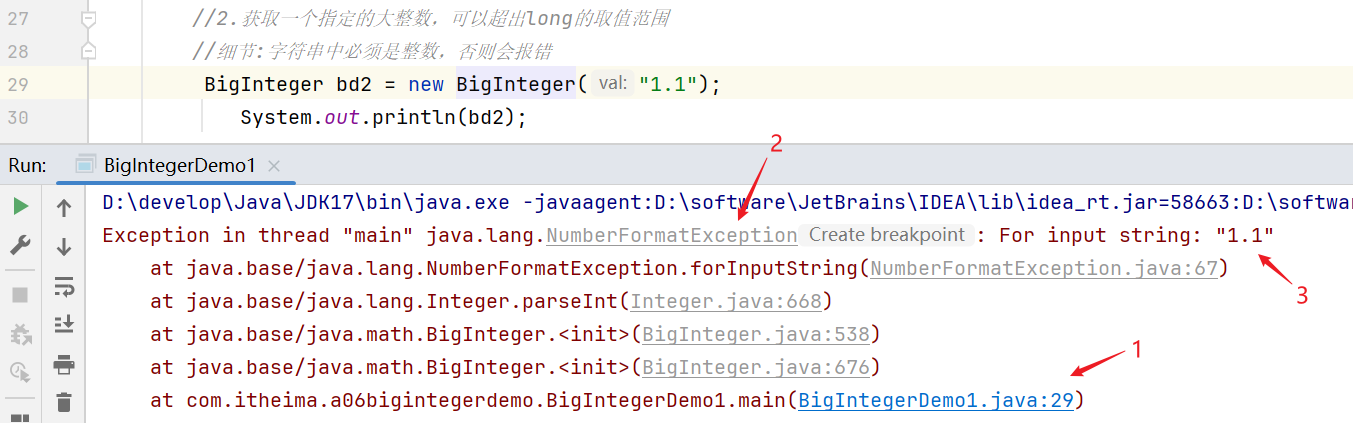 27 //2.获取一个指定的大整数，可以超出long的取值范围
28 //细节:字符串中必须是整数，否则会报错
29 BigInteger bd2 = new BigInteger( val: "1.1");
30 System.out.println(bd2);
Run: BigIntegerDemo1 ×
2
D:\develop\Java\JDK17\bin\java.exe -javaagent:D:\software\JetBrains\IDEA\lib\idea_rt.jar=58663:D:\softwa
Exception in thread "main" java.lang.NumberFormatException Create breakpoint : For input string: "1.1"
at java.base/java.lang.NumberFormatException.forInputString(NumberFormatException.java:67)
3
at java.base/java.lang.Integer.parseInt(Integer.java:668)
at java.base/java.math.BigInteger.<init>(BigInteger.java:538)
1
at java.base/java.math.BigInteger.<init>(BigInteger.java:676)
at com.itheima.a06bigintegerdemo.BigIntegerDemo1.main(BigIntegerDemo1.java:29)